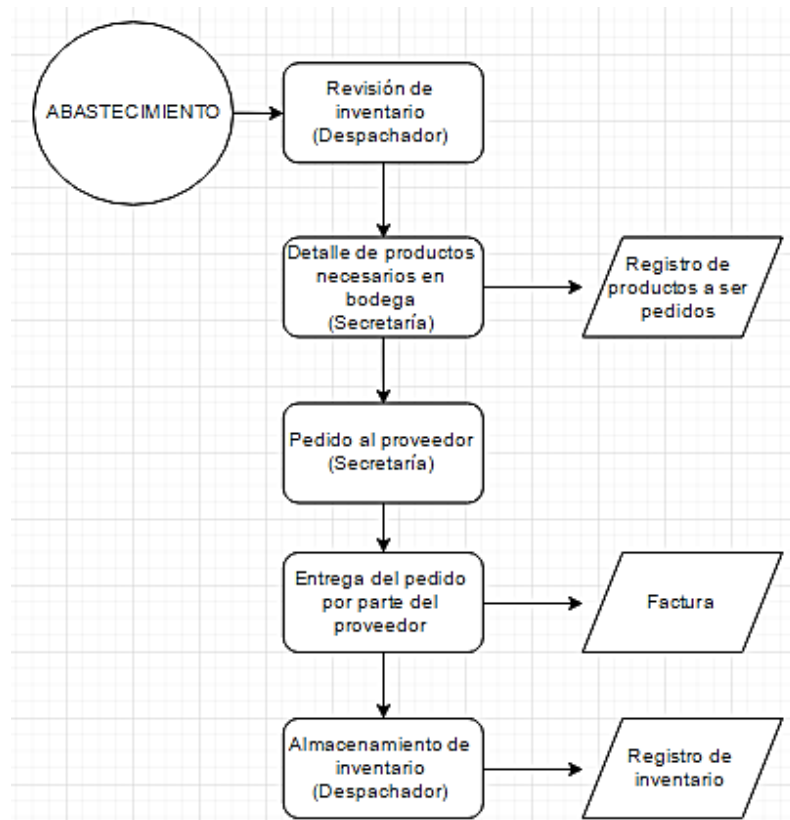 ABASTECIMIENTO
Revisión de
inventario
(Despachador)
Detalle de productos
necesarios en
bodega
(Secretaría)
Registro de
productos a ser
pedidos
Pedido al proveedor
(Secretaría)
Entrega del pedido
por parte del
proveedor
Factura
Almacenamiento de
inventario
(Despachador)
Registro de
inventario